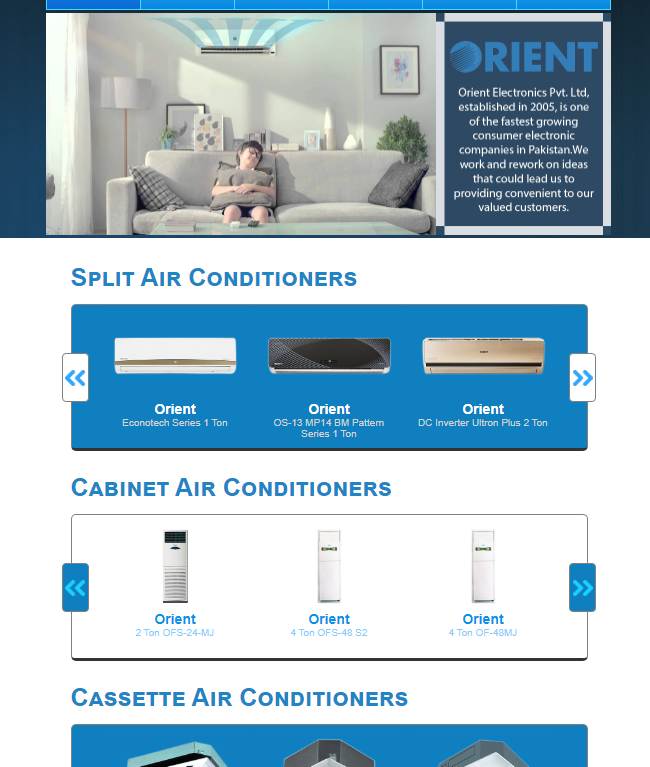 ORIENT
Orient Electronics Pvt. Ltd,
established in 2005, is one
of the fastest growing
consumer electronic
companies in Pakistan.We
work and rework on ideas
that could lead us to
providing convenient to our
valued customers.
Split Air Conditioners
Orient
Econotech Series 1 Ton
Orient
OS-13 MP14 BM Pattern
Series 1 Ton
Orient
DC Inverter Ultron Plus 2 Ton
Cabinet Air Conditioners
Orient
2 Ton OFS-24-MJ
Orient
4 Ton OFS-48 S2
Orient
4 Ton OF-48MJ
Cassette Air Conditioners